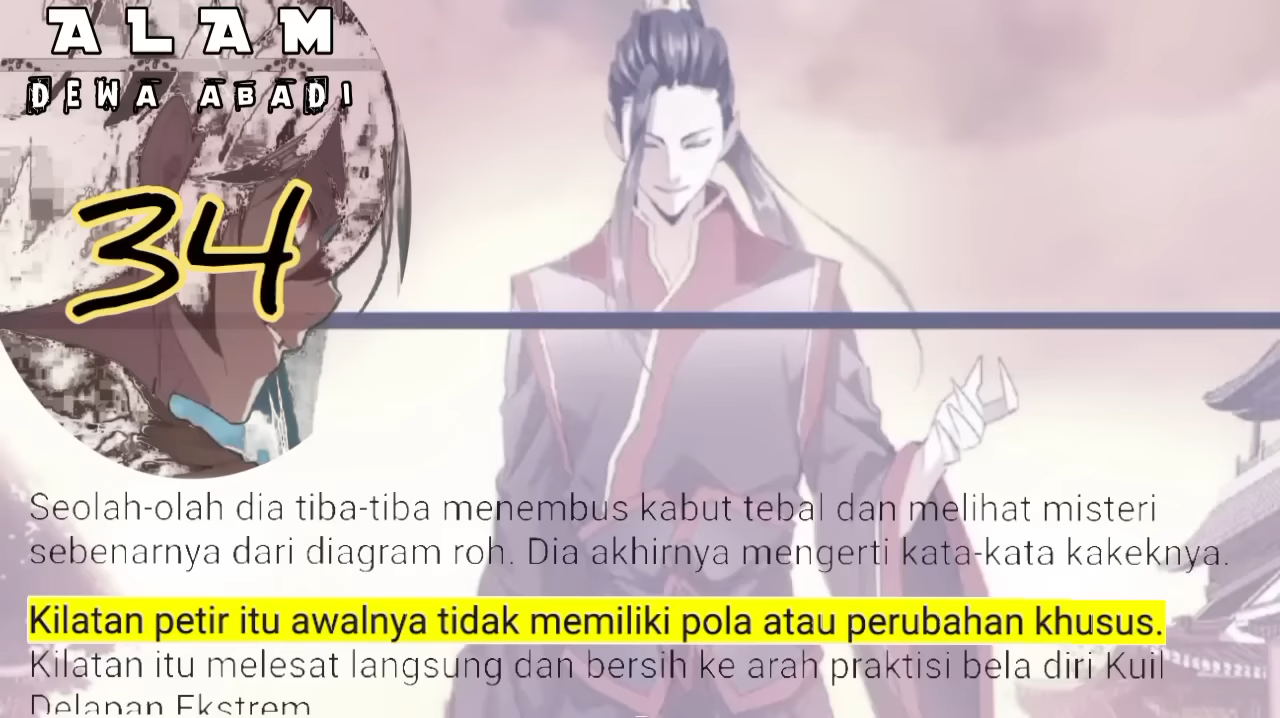 ALAM
DEWA ABADI
34
Seolah-olah dia tiba-tiba menembus kabut tebal dan melihat misteri
sebenarnya dari diagram roh. Dia akhirnya mengerti kata-kata kakeknya.
Kilatan petir itu awalnya tidak memiliki pola atau perubahan khusus.
Kilatan itu melesat langsung dan bersih ke arah praktisi bela diri Kuil
Delapan Ekstrem